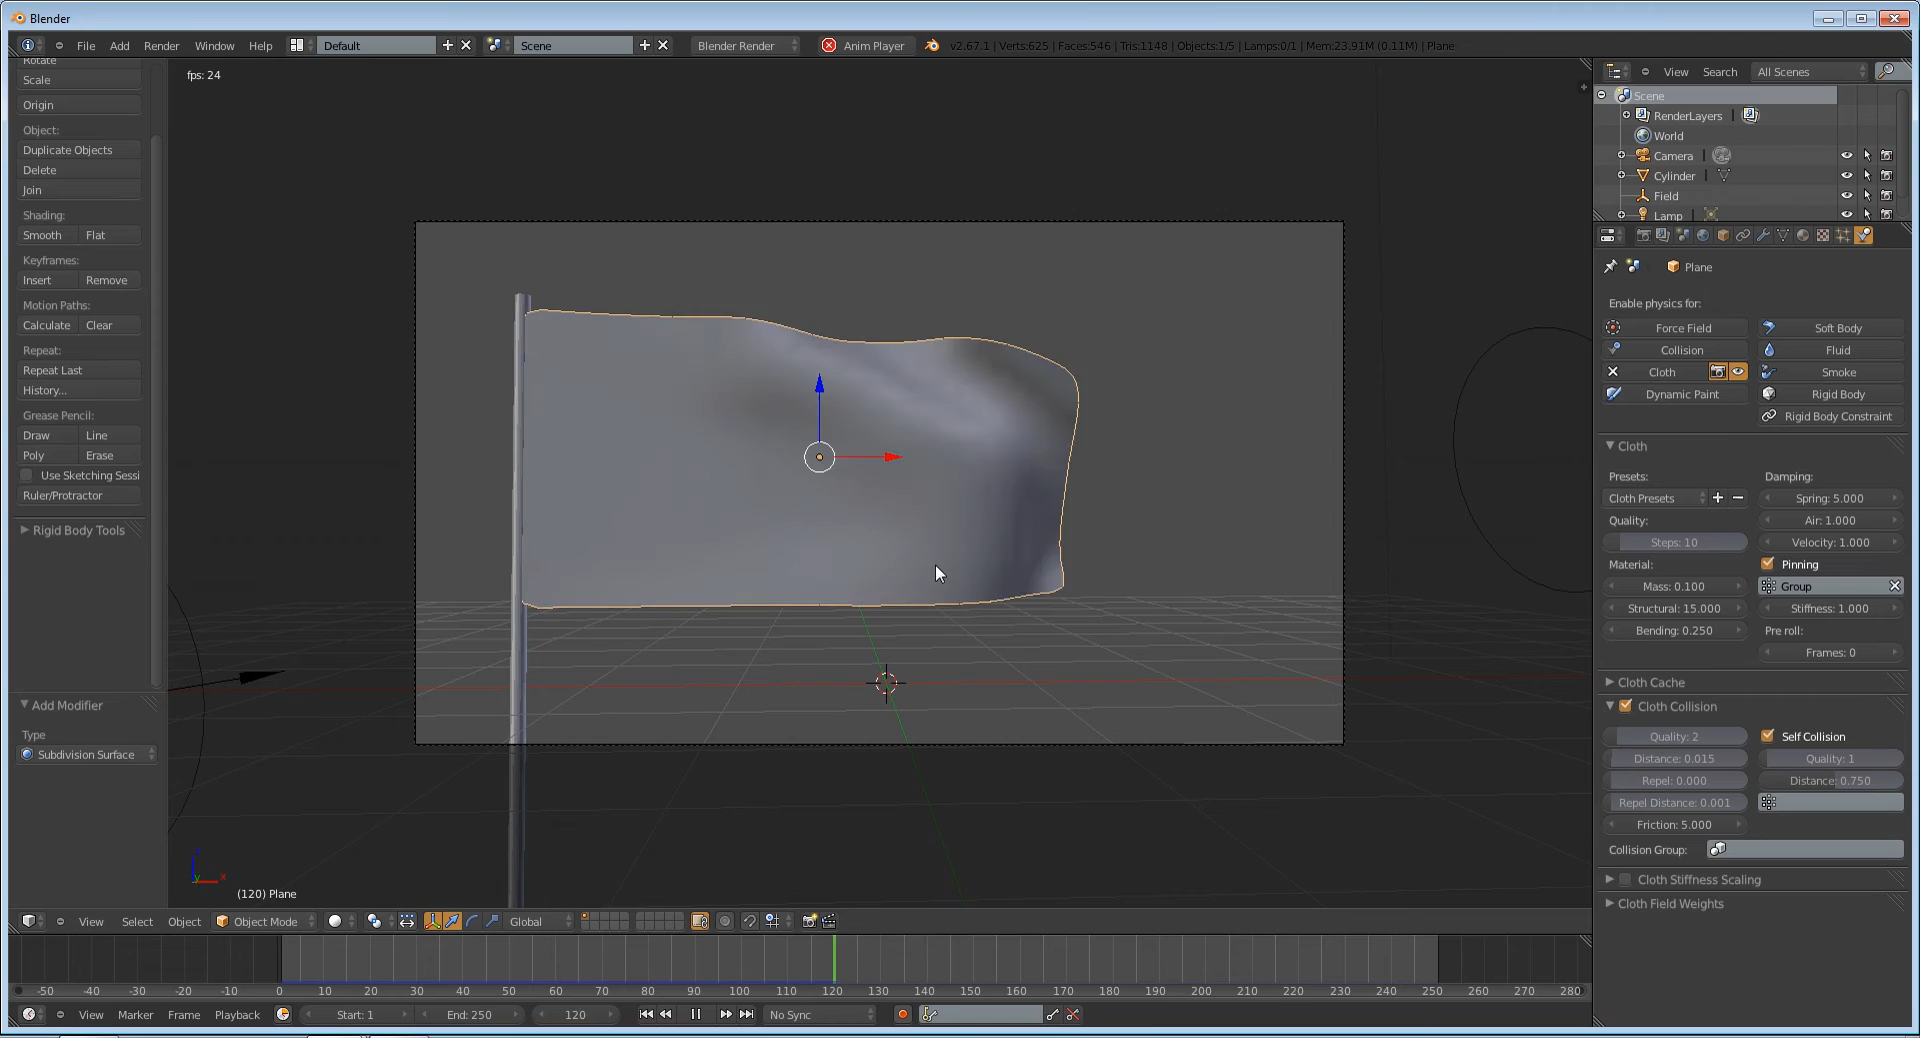 Blender
File Add Render Window Help Default Scene Blender Render Anim Player v2.67.1 | Verts:625 | Faces:546 | Tris:1148 | Objects:1/5 | Lamps:0/1 | Mem:23.91M (0.11M) | Plane
Rotate
Scale
Origin
Object:
Duplicate Objects
Delete
Join
Shading:
Smooth Flat
Keyframes:
Insert Remove
Motion Paths:
Calculate Clear
Repeat:
Repeat Last
History...
Grease Pencil:
Draw Line
Poly Erase
Use Sketching Sessi
Ruler/Protractor
Rigid Body Tools
Add Modifier
Type
Subdivision Surface
fps: 24
(120) Plane
View Select Object Object Mode Global
-50 -40 -30 -20 -10 0 10 20 30 40 50 60 70 80 90 100 110 120 130 140 150 160 170 180 190 200 210 220 230 240 250 260 270 280
View Marker Frame Playback Start: 1 End: 250 120 No Sync
View Search All Scenes
Scene
RenderLayers
World
Camera
Cylinder
Field
Lamp
Plane
Enable physics for:
Force Field Soft Body
Collision Fluid
Cloth Smoke
Dynamic Paint Rigid Body
Rigid Body Constraint
Cloth
Presets: Damping:
Cloth Presets Spring: 5.000
Quality: Air: 1.000
Steps: 10 Velocity: 1.000
Material: Pinning
Mass: 0.100 Group
Structural: 15.000 Stiffness: 1.000
Bending: 0.250 Pre roll:
Frames: 0
Cloth Cache
Cloth Collision
Quality: 2 Self Collision
Distance: 0.015 Quality: 1
Repel: 0.000 Distance: 0.750
Repel Distance: 0.001
Friction: 5.000
Collision Group:
Cloth Stiffness Scaling
Cloth Field Weights